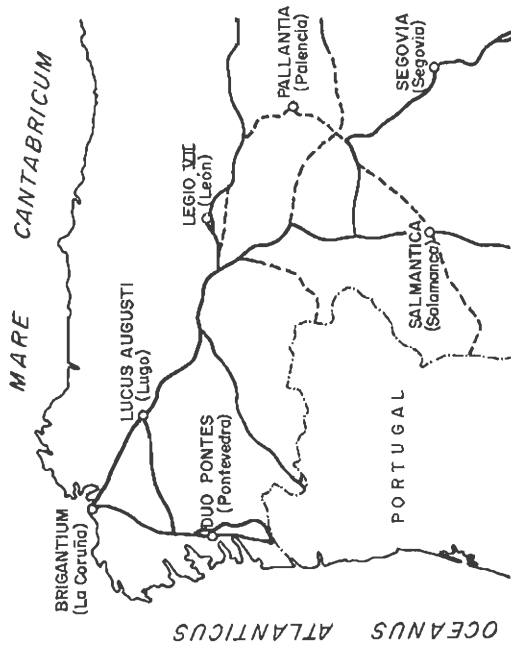 MARE CANTABRICUM
BRIGANTIUM
(La Coruña)
LUCUS AUGUSTI
(Lugo)
LEGIO VII
(León)
PALLANTIA
(Palencia)
DUO PONTES
(Pontevedra)
SALMANTICA
(Salamanca)
SEGOVIA
(Segovia)
PORTUGAL
OCEANUS ATLANTICUS